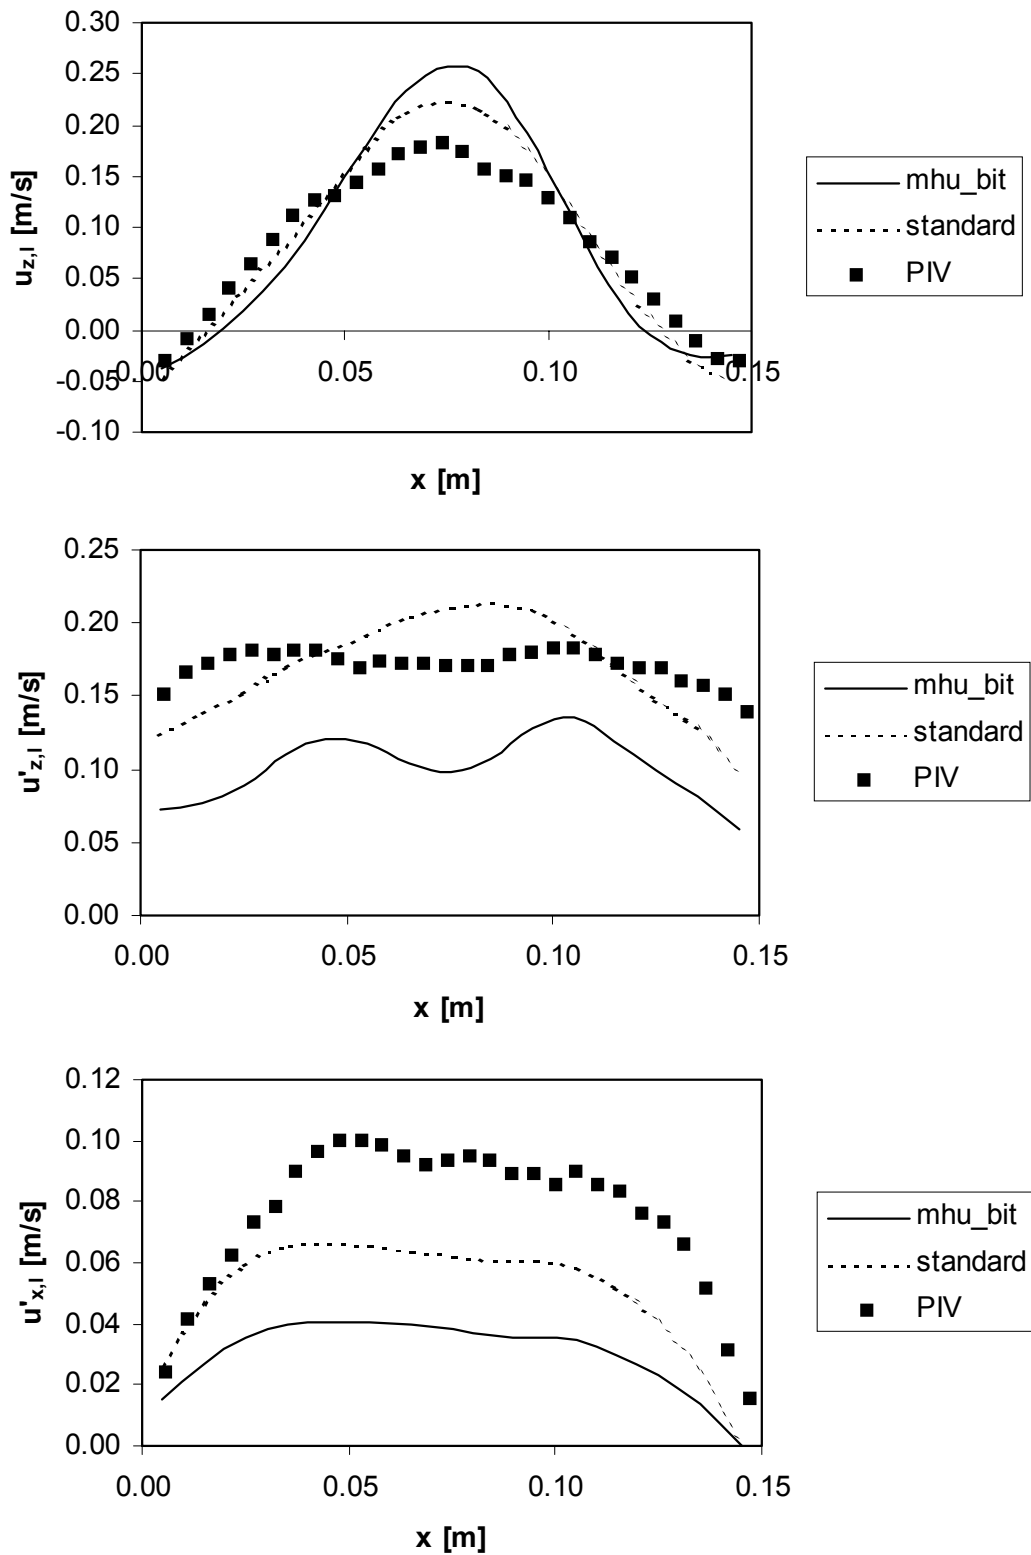 0.30
0.25
0.20
0.15
0.10
0.05
0.00
-0.05
-0.10
u_z,l [m/s]
0.00
0.05
0.10
0.15
x [m]
mhu_bit
standard
PIV
0.25
0.20
0.15
0.10
0.05
0.00
u'_z,l [m/s]
0.00
0.05
0.10
0.15
x [m]
mhu_bit
standard
PIV
0.12
0.10
0.08
0.06
0.04
0.02
0.00
u'_x,l [m/s]
0.00
0.05
0.10
0.15
x [m]
mhu_bit
standard
PIV